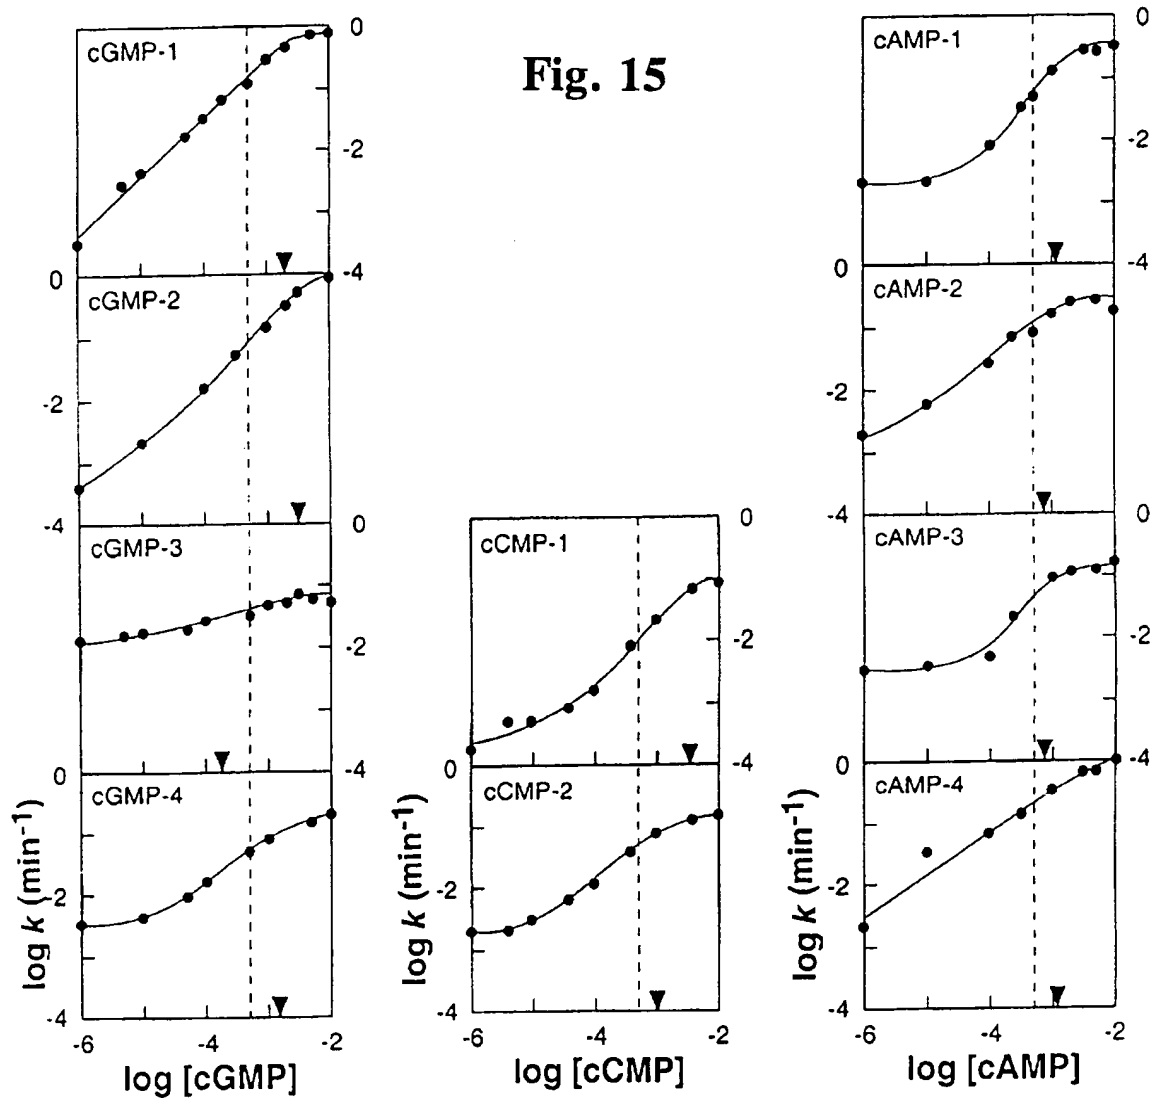 Fig. 15
cGMP-1
0
-2
-4
cGMP-2
0
-2
-4
cGMP-3
0
-2
-4
cGMP-4
0
-2
-4
log k (min⁻¹)
-6 -4 -2
log [cGMP]
cCMP-1
0
-2
-4
cCMP-2
0
-2
-4
log k (min⁻¹)
-6 -4 -2
log [cCMP]
cAMP-1
0
-2
-4
cAMP-2
0
-2
-4
cAMP-3
0
-2
-4
cAMP-4
0
-2
-4
log k (min⁻¹)
-6 -4 -2
log [cAMP]